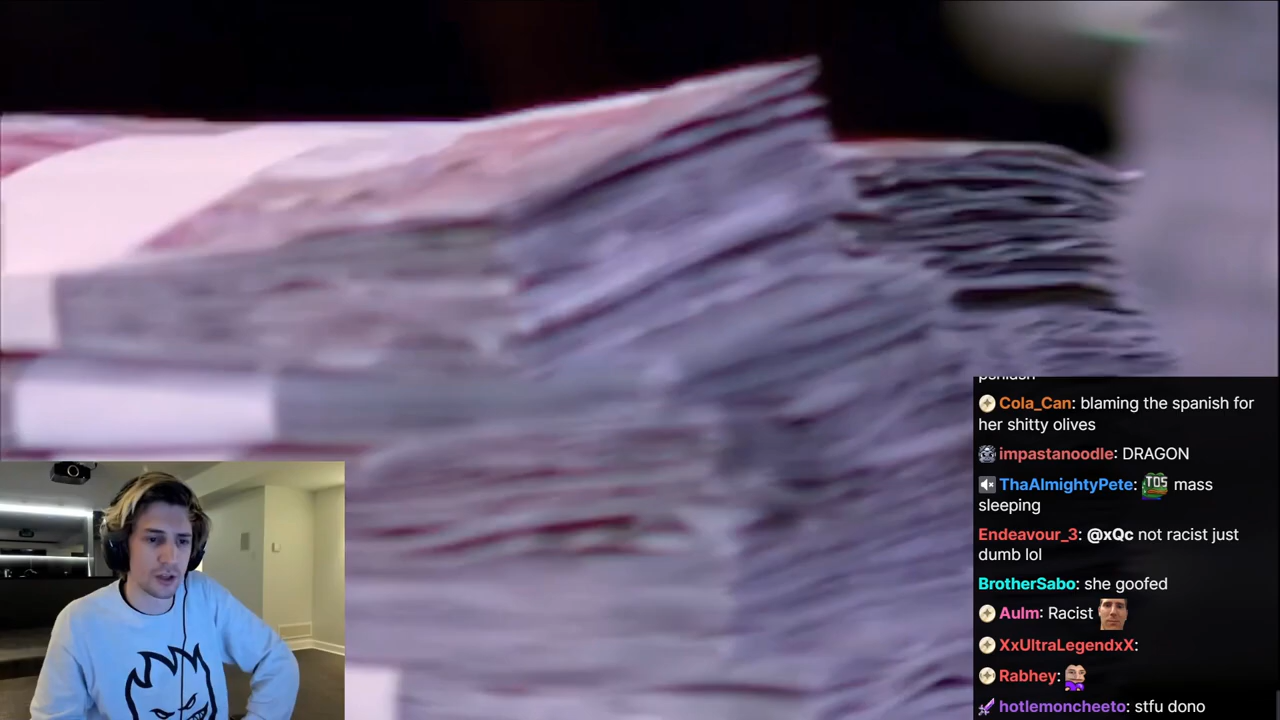 Cola_Can: blaming the spanish for
her shitty olives
impastanoodle: DRAGON
ThaAlmightyPete: TOS mass
sleeping
Endeavour_3: @xQc not racist just
dumb lol
BrotherSabo: she goofed
Aulm: Racist
XxUltraLegendxX:
Rabhey:
hotlemoncheeto: stfu dono